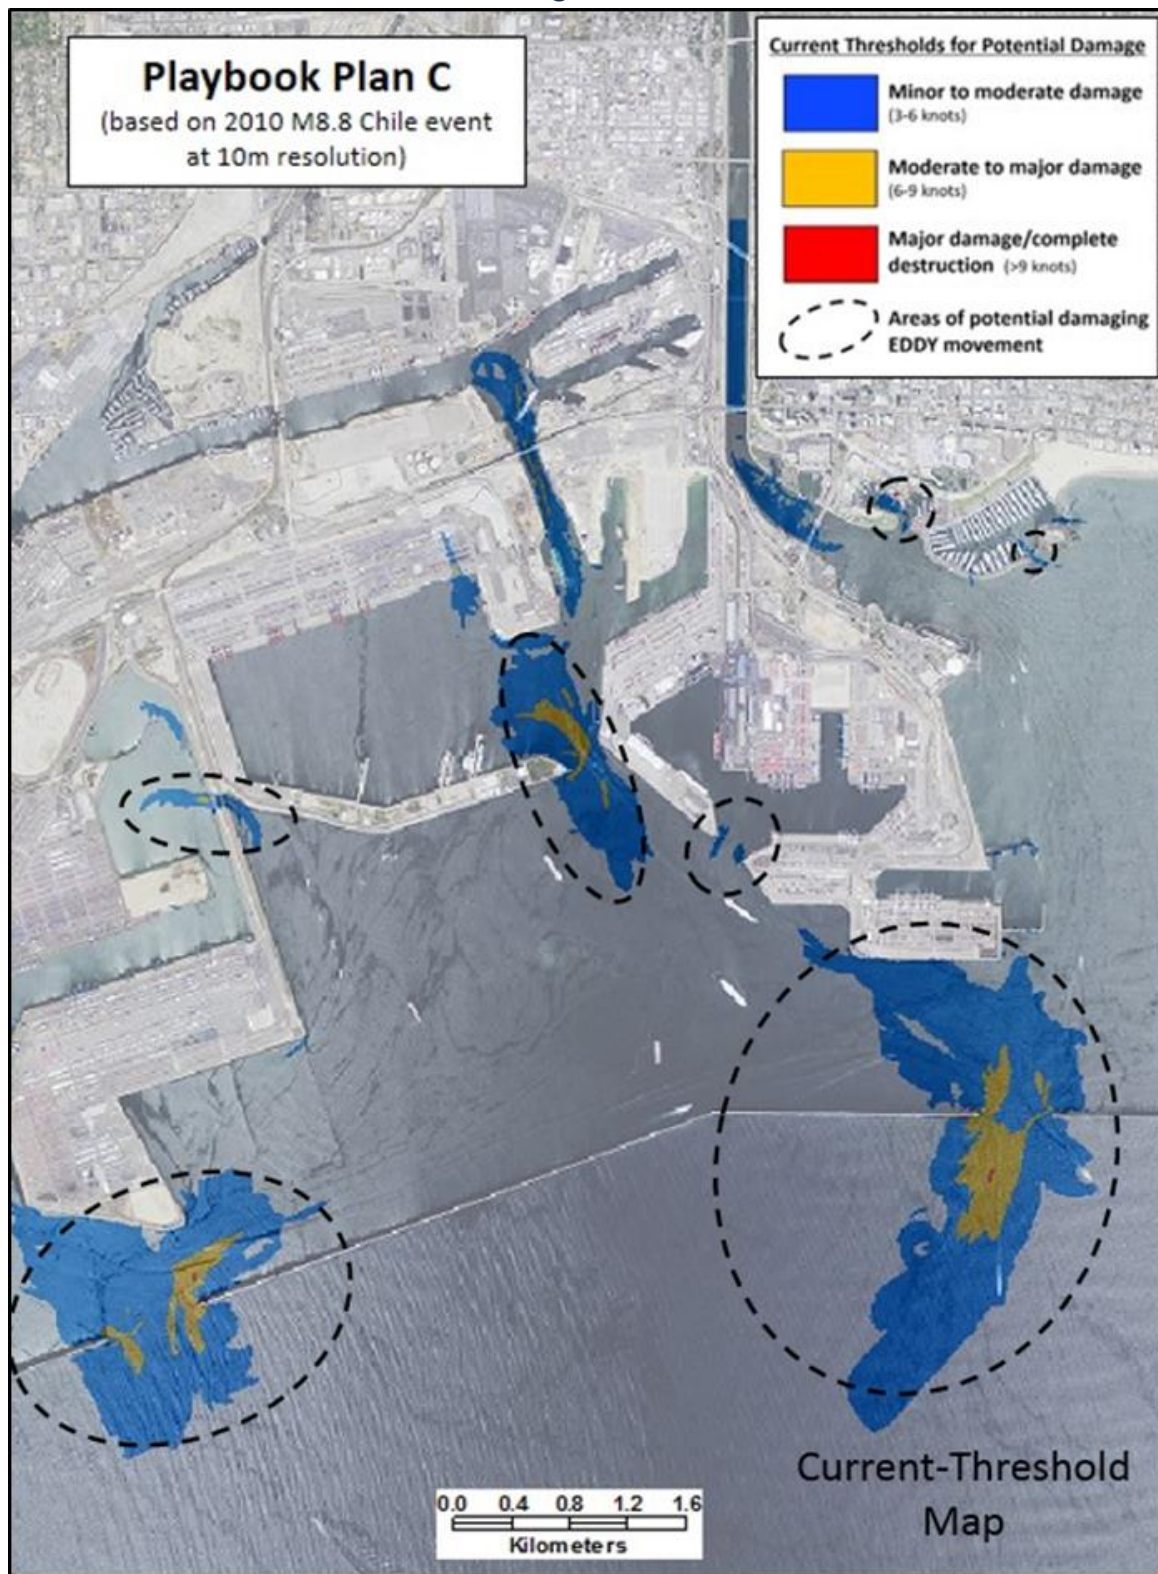 Playbook Plan C
(based on 2010 M8.8 Chile event
at 10m resolution)
Current Thresholds for Potential Damage
Minor to moderate damage
(3-6 knots)
Moderate to major damage
(6-9 knots)
Major damage/complete
destruction (>9 knots)
Areas of potential damaging
EDDY movement
Current-Threshold
Map
0.0 0.4 0.8 1.2 1.6
Kilometers